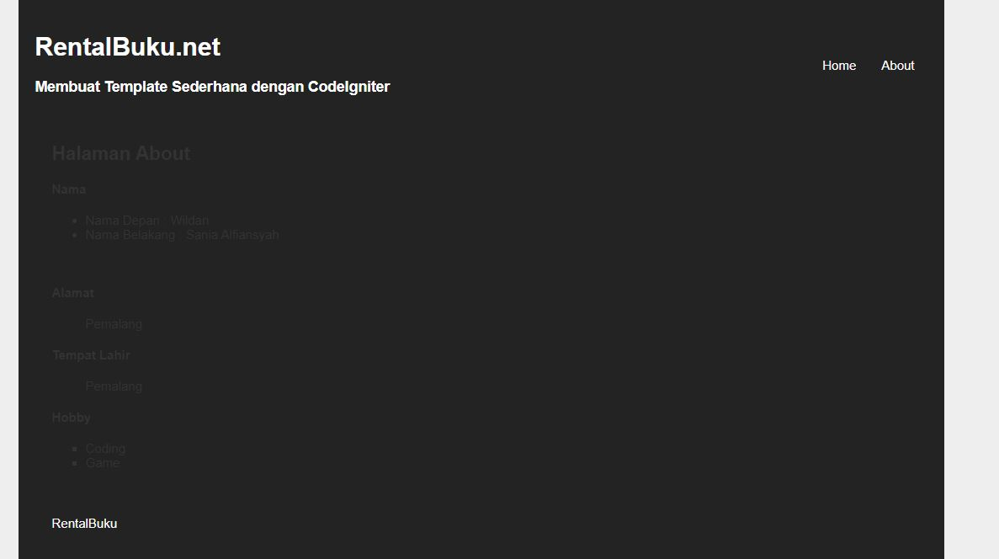 RentalBuku.net
Home About
Membuat Template Sederhana dengan CodeIgniter
Halaman About
Nama
Nama Depan : Wildan
Nama Belakang : Sania Alfiansyah
Alamat
Pemalang
Tempat Lahir
Pemalang
Hobby
Coding
Game
RentalBuku